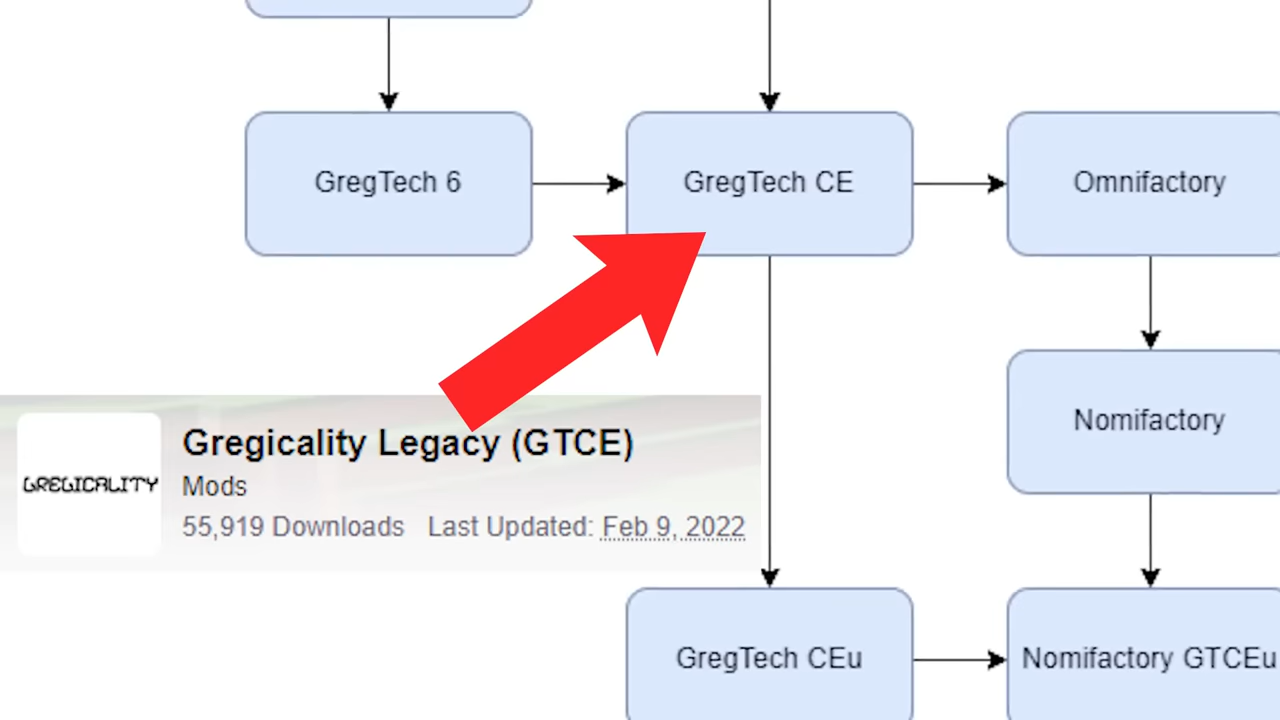 GregTech 6
GregTech CE
Omnifactory
Nomifactory
GREGICALITY
Gregicality Legacy (GTCE)
Mods
55,919 Downloads Last Updated: Feb 9, 2022
GregTech CEu
Nomifactory GTCEu